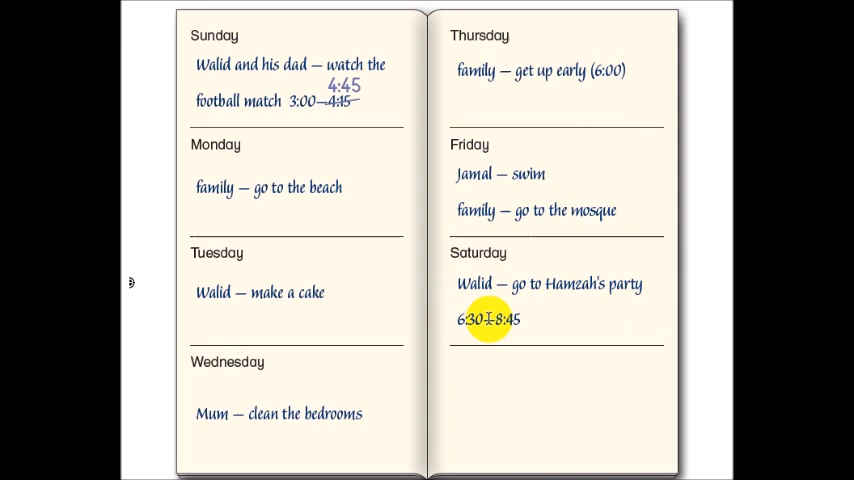 Sunday
Walid and his dad – watch the
4:45
football match 3:00–4:15
Monday
family – go to the beach
Tuesday
Walid – make a cake
Wednesday
Mum – clean the bedrooms
Thursday
family – get up early (6:00)
Friday
Jamal – swim
family – go to the mosque
Saturday
Walid – go to Hamzah's party
6:30–8:45